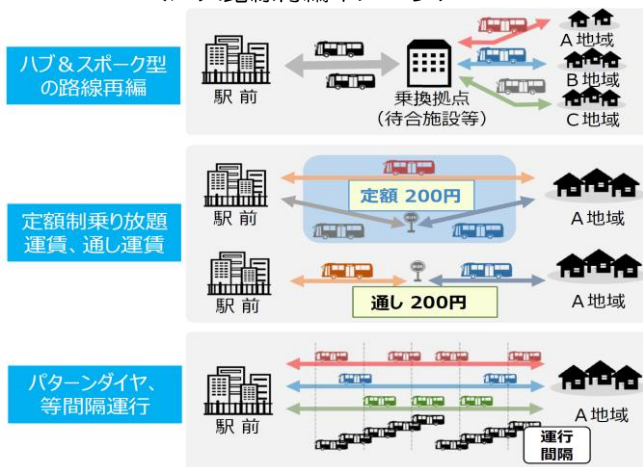 ハブ＆スポーク型
の路線再編
駅 前
乗換拠点
(待合施設等)
A 地域
B 地域
C 地域
定額制乗り放題
運賃、通し運賃
駅 前
定額 200円
A 地域
駅 前
通し 200円
A 地域
パターンダイヤ、
等間隔運行
駅 前
A 地域
運行
間隔